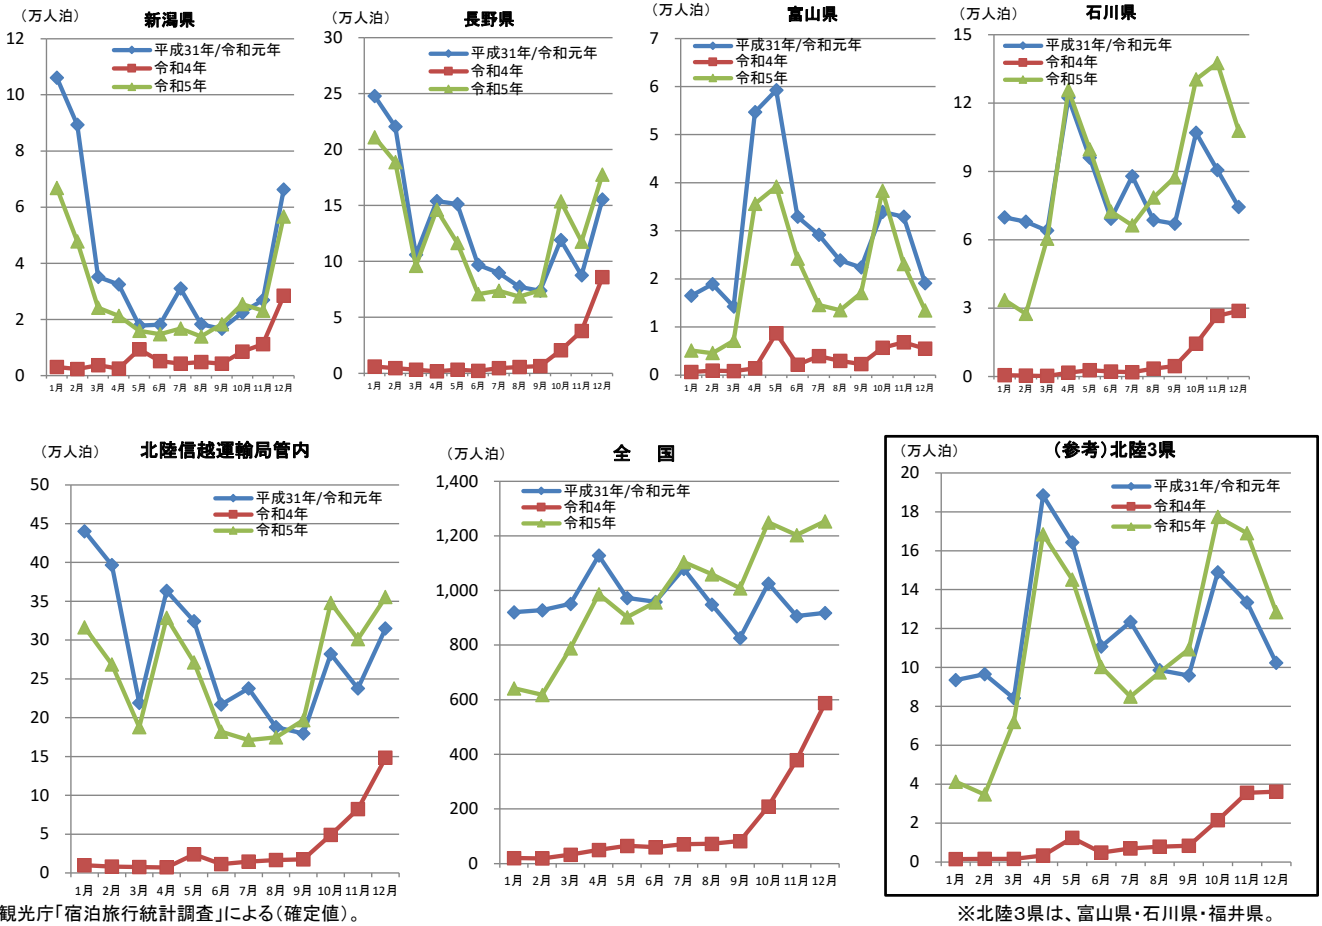 (万人泊)
新潟県
平成31年/令和元年
令和4年
令和5年
12
10
8
6
4
2
0
1月 2月 3月 4月 5月 6月 7月 8月 9月 10月 11月 12月
(万人泊)
長野県
平成31年/令和元年
令和4年
令和5年
30
25
20
15
10
5
0
1月 2月 3月 4月 5月 6月 7月 8月 9月 10月 11月 12月
(万人泊)
富山県
平成31年/令和元年
令和4年
令和5年
7
6
5
4
3
2
1
0
1月 2月 3月 4月 5月 6月 7月 8月 9月 10月 11月 12月
(万人泊)
石川県
平成31年/令和元年
令和4年
令和5年
15
12
9
6
3
0
1月 2月 3月 4月 5月 6月 7月 8月 9月 10月 11月 12月
(万人泊)
北陸信越運輸局管内
平成31年/令和元年
令和4年
令和5年
50
45
40
35
30
25
20
15
10
5
0
1月 2月 3月 4月 5月 6月 7月 8月 9月 10月 11月 12月
(万人泊)
全 国
平成31年/令和元年
令和4年
令和5年
1,400
1,200
1,000
800
600
400
200
0
1月 2月 3月 4月 5月 6月 7月 8月 9月 10月 11月 12月
(万人泊)
(参考)北陸3県
平成31年/令和元年
令和4年
令和5年
20
18
16
14
12
10
8
6
4
2
0
1月 2月 3月 4月 5月 6月 7月 8月 9月 10月 11月 12月
観光庁「宿泊旅行統計調査」による(確定値)。
※北陸3県は、富山県・石川県・福井県。